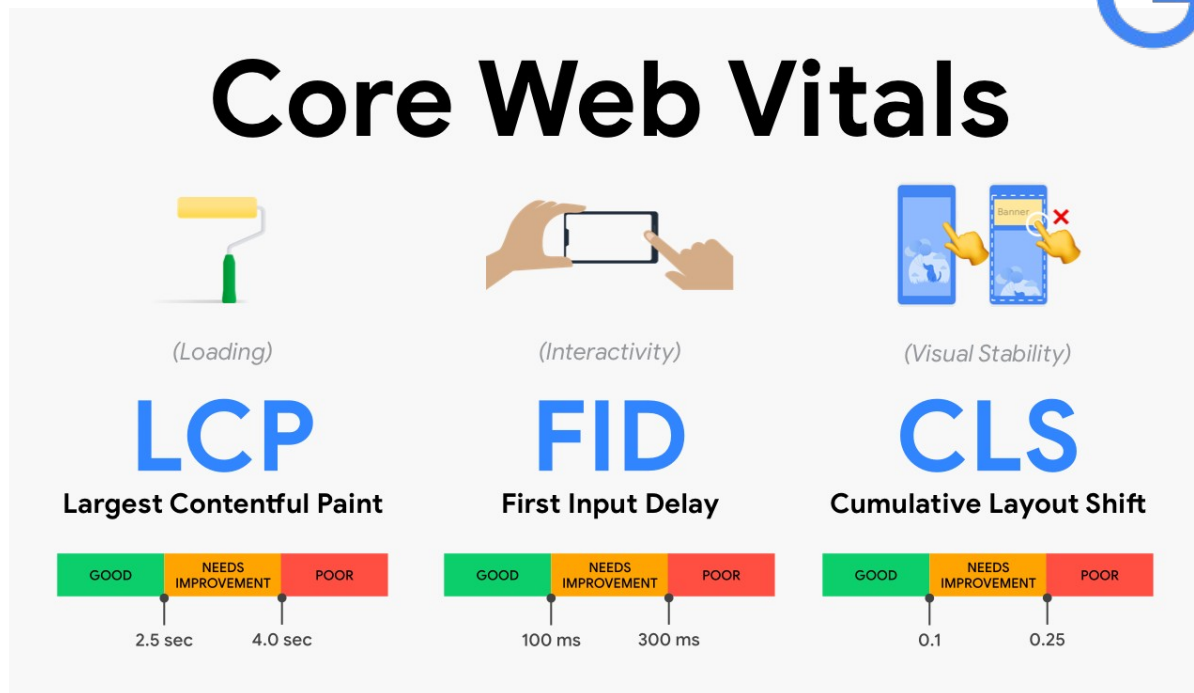 Core Web Vitals
Banner
(Loading)
(Interactivity)
(Visual Stability)
LCP
FID
CLS
Largest Contentful Paint
First Input Delay
Cumulative Layout Shift
GOOD
NEEDS
IMPROVEMENT
POOR
GOOD
NEEDS
IMPROVEMENT
POOR
GOOD
NEEDS
IMPROVEMENT
POOR
2.5 sec
4.0 sec
100 ms
300 ms
0.1
0.25